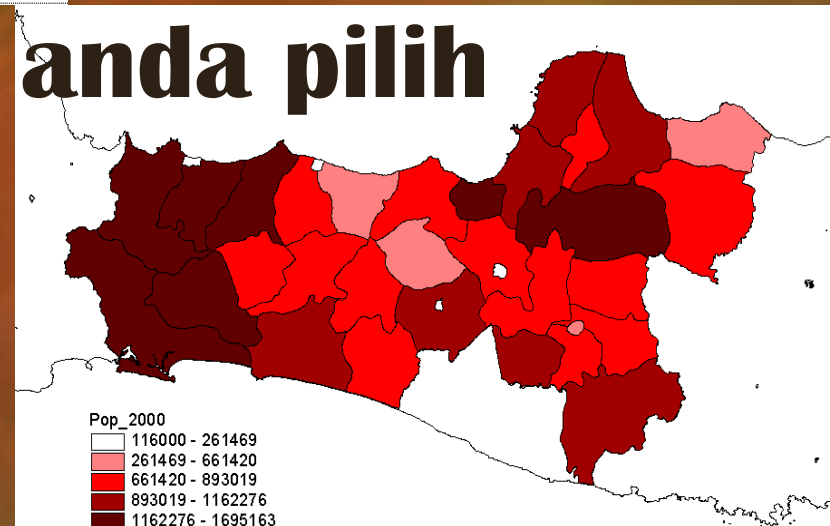 anda pilih
Pop_2000
116000 - 261469
261469 - 661420
661420 - 893019
893019 - 1162276
1162276 - 1695163